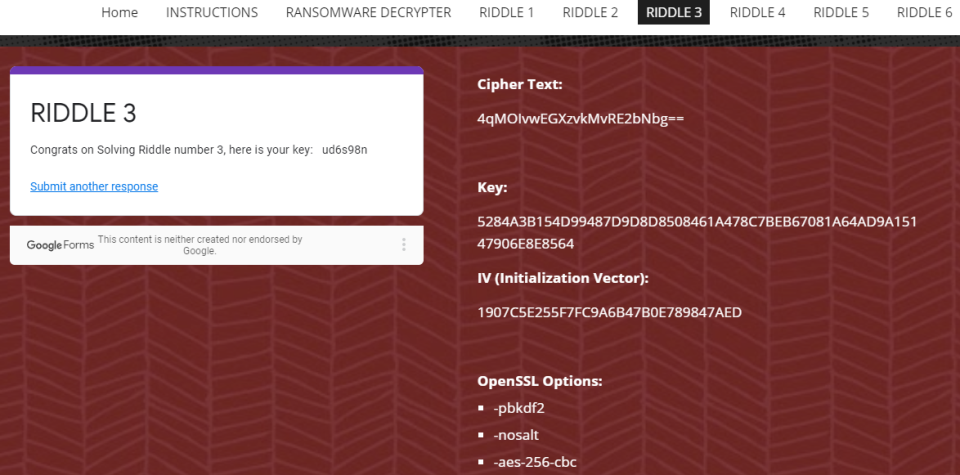 Home INSTRUCTIONS RANSOMWARE DECRYPTER RIDDLE 1 RIDDLE 2 RIDDLE 3 RIDDLE 4 RIDDLE 5 RIDDLE 6
RIDDLE 3
Congrats on Solving Riddle number 3, here is your key: ud6s98n
Submit another response
Google Forms This content is neither created nor endorsed by
Google.
Cipher Text:
4qMOIvwEGXzvkMvRE2bNbg==
Key:
5284A3B154D99487D9D8D8508461A478C7BEB67081A64AD9A151
47906E8E8564
IV (Initialization Vector):
1907C5E255F7FC9A6B47B0E789847AED
OpenSSL Options:
-pbkdf2
-nosalt
-aes-256-cbc